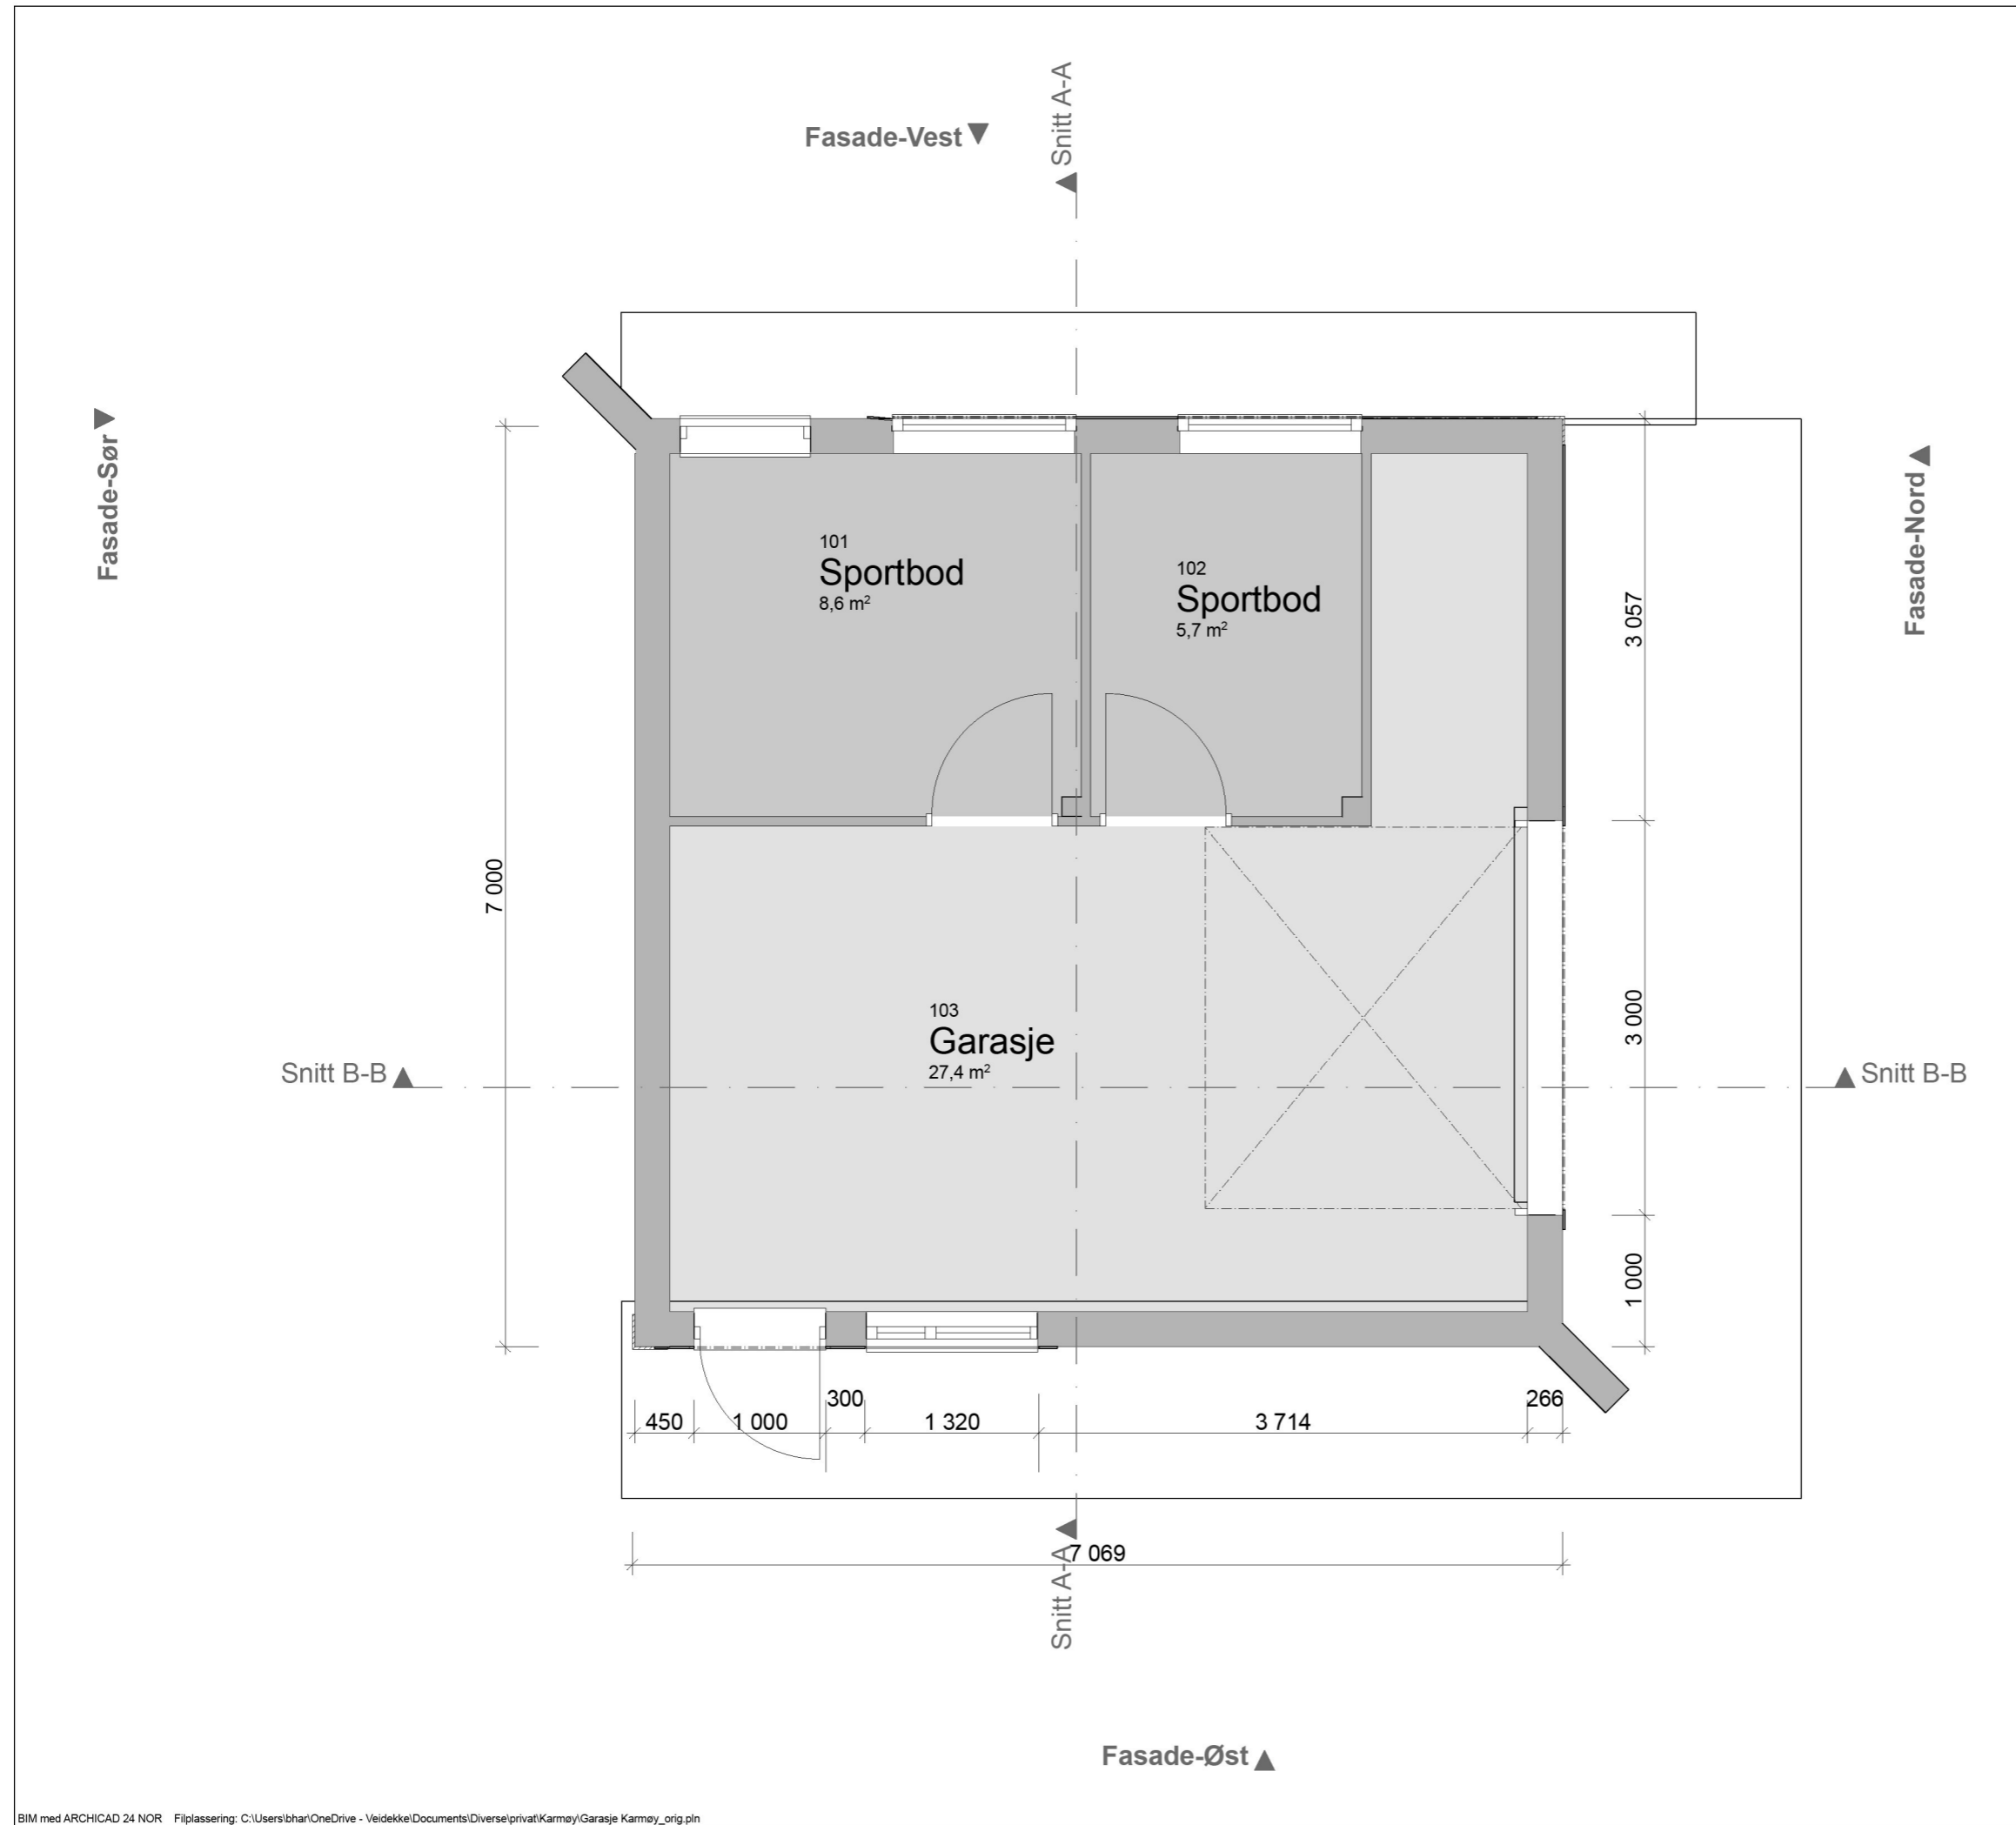 Snitt A-A
Fasade-Vest
Fasade-Sør
Fasade-Nord
101
Sportbod
8,6 m²
102
Sportbod
5,7 m²
3 057
7 000
3 000
103
Garasje
27,4 m²
Snitt B-B
Snitt B-B
1 000
300
266
450
1 000
1 320
3 714
7 069
Snitt A-A
Fasade-Øst
BIM med ARCHICAD 24 NOR Filplassering: C:\Users\bhar\OneDrive - Veidekke\Documents\Diverse\privat\Karmøy\Garasje Karmøy_orig.pln